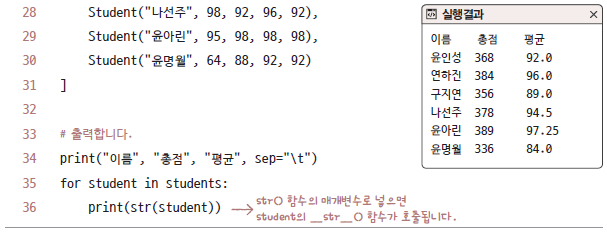 28 Student("나선주", 98, 92, 96, 92),
29 Student("윤아린", 95, 98, 98, 98),
30 Student("윤명월", 64, 88, 92, 92)
31 ]
32
33 # 출력합니다.
34 print("이름", "총점", "평균", sep="\t")
35 for student in students:
36 print(str(student))
str() 함수의 매개변수로 넣으면
student의 __str__() 함수가 호출됩니다.
실행결과
이름 총점 평균
윤인성 368 92.0
연하진 384 96.0
구지연 356 89.0
나선주 378 94.5
윤아린 389 97.25
윤명월 336 84.0